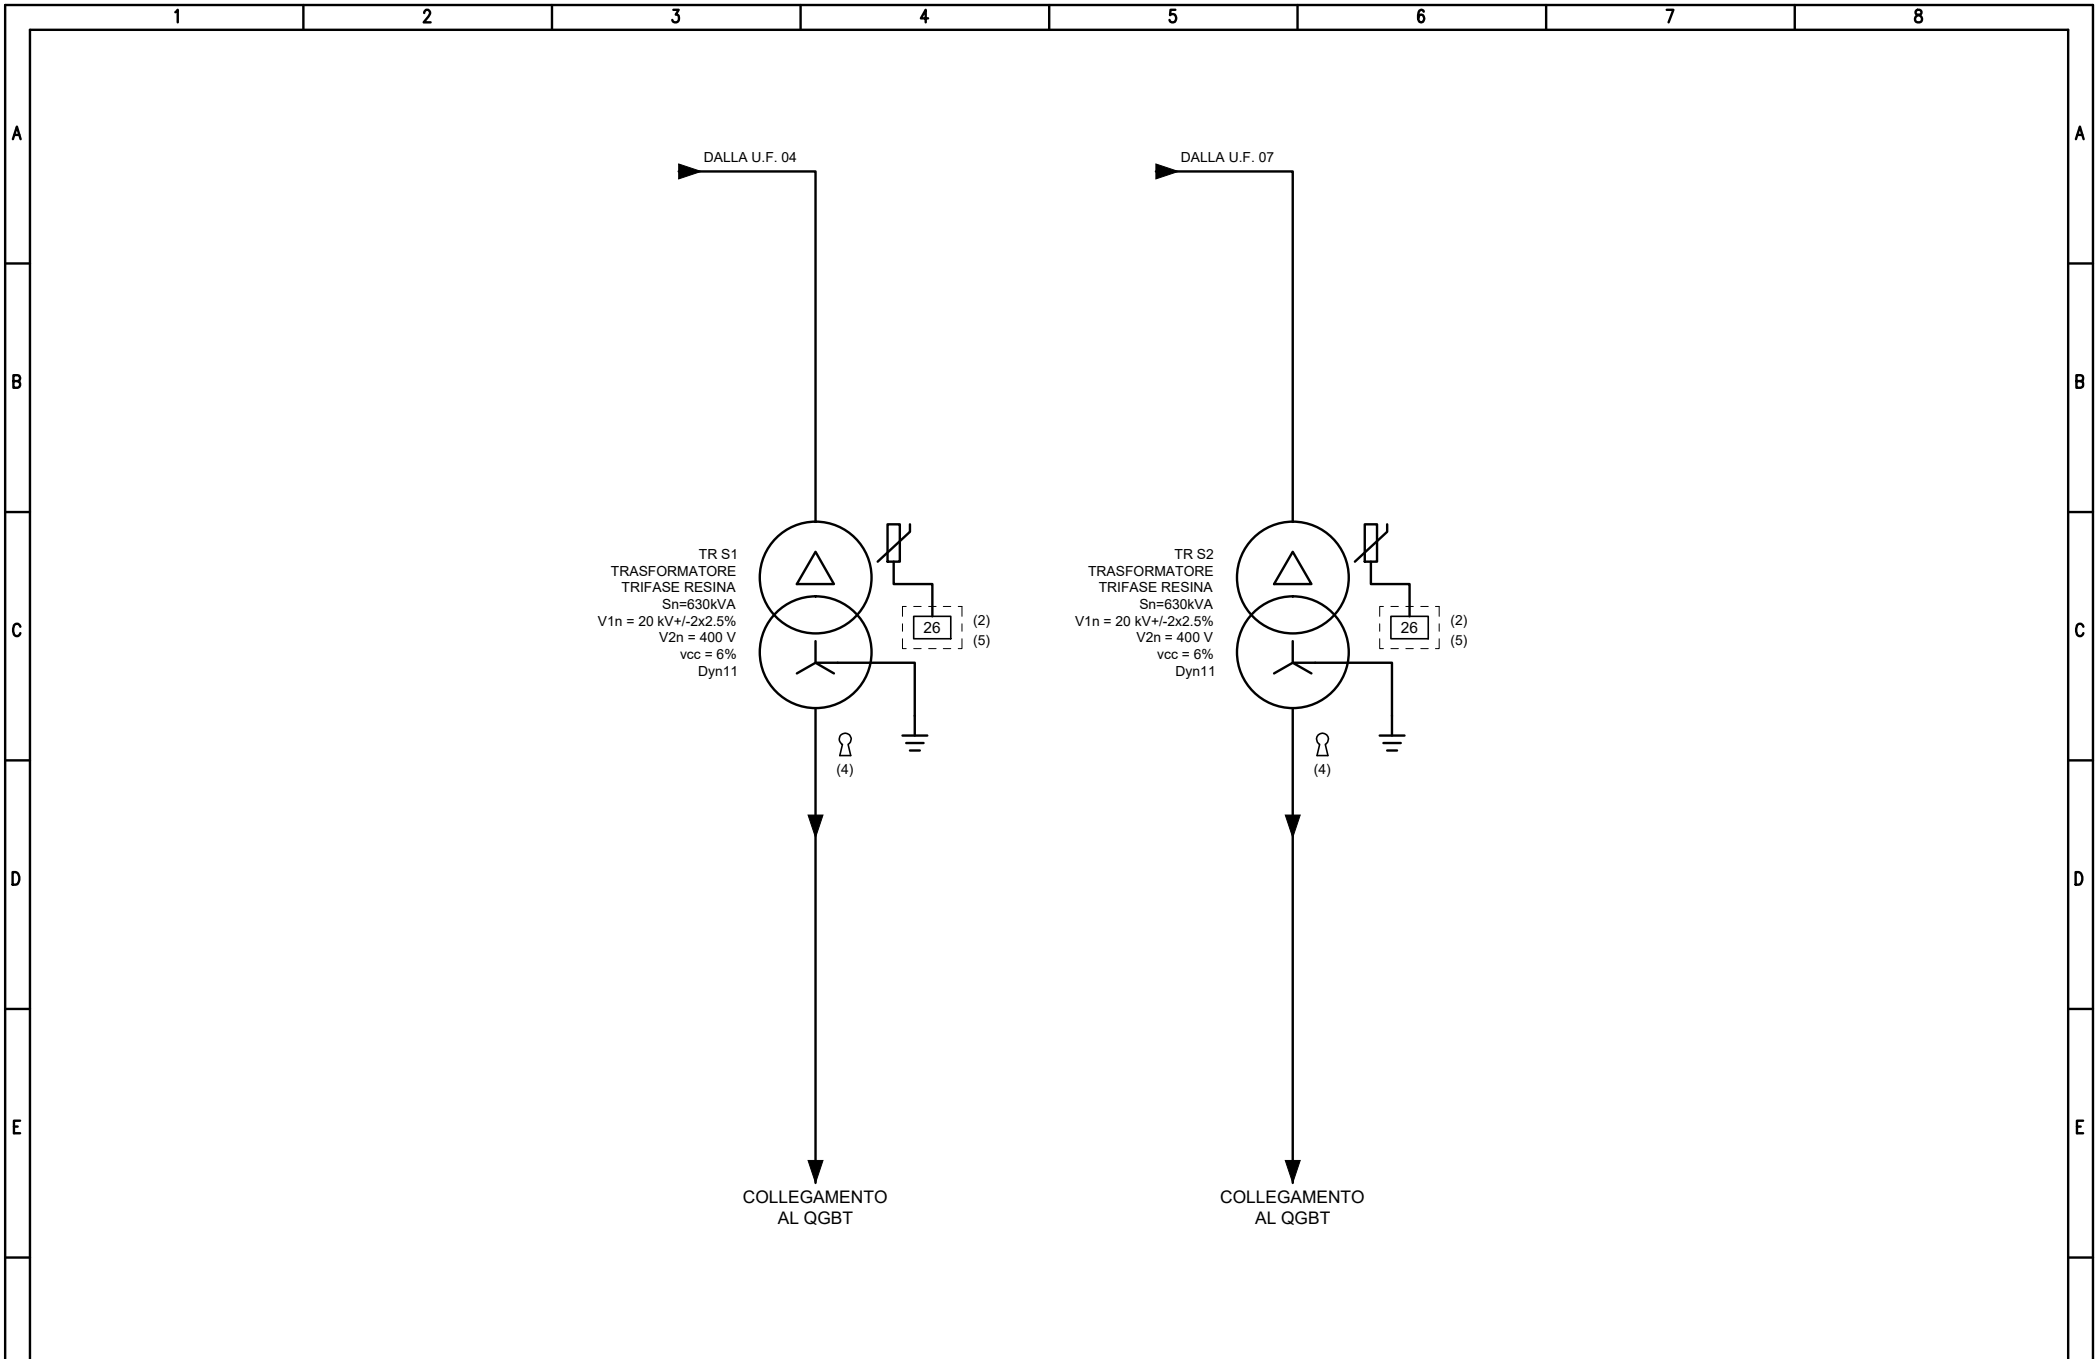 1 2 3 4 5 6 7 8
A A
DALLA U.F. 04
DALLA U.F. 07
B B
C C
TR S1
TRASFORMATORE
TRIFASE RESINA
Sn=630kVA
V1n = 20 kV+/-2x2.5%
V2n = 400 V
vcc = 6%
Dyn11
26
(2)
(5)
(4)
TR S2
TRASFORMATORE
TRIFASE RESINA
Sn=630kVA
V1n = 20 kV+/-2x2.5%
V2n = 400 V
vcc = 6%
Dyn11
26
(2)
(5)
(4)
D D
E E
COLLEGAMENTO
AL QGBT
COLLEGAMENTO
AL QGBT